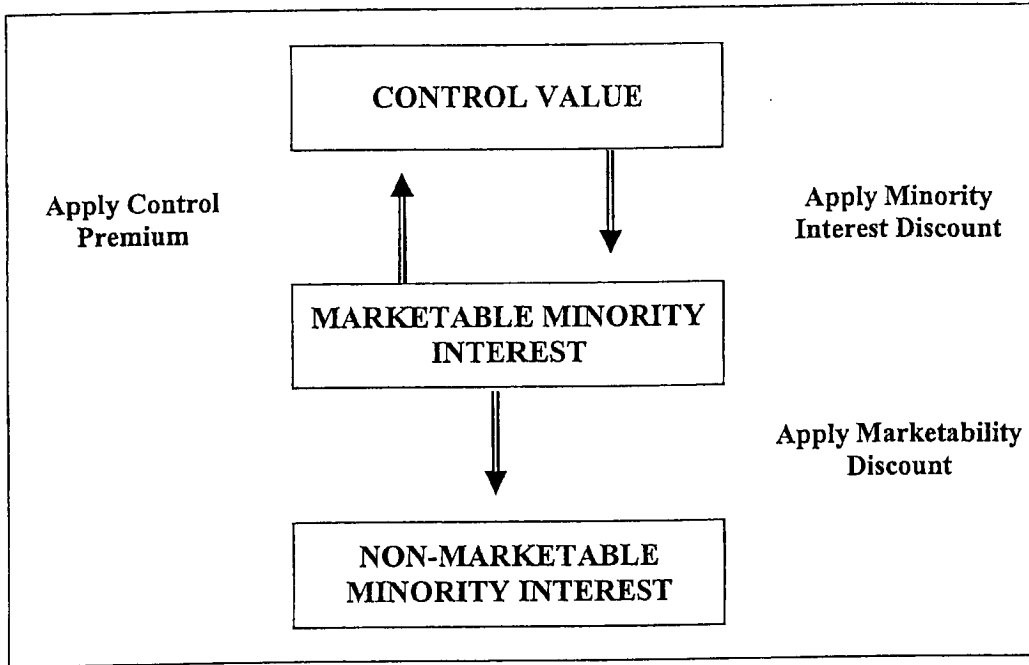 CONTROL VALUE
Apply Control
Premium
Apply Minority
Interest Discount
MARKETABLE MINORITY
INTEREST
Apply Marketability
Discount
NON-MARKETABLE
MINORITY INTEREST